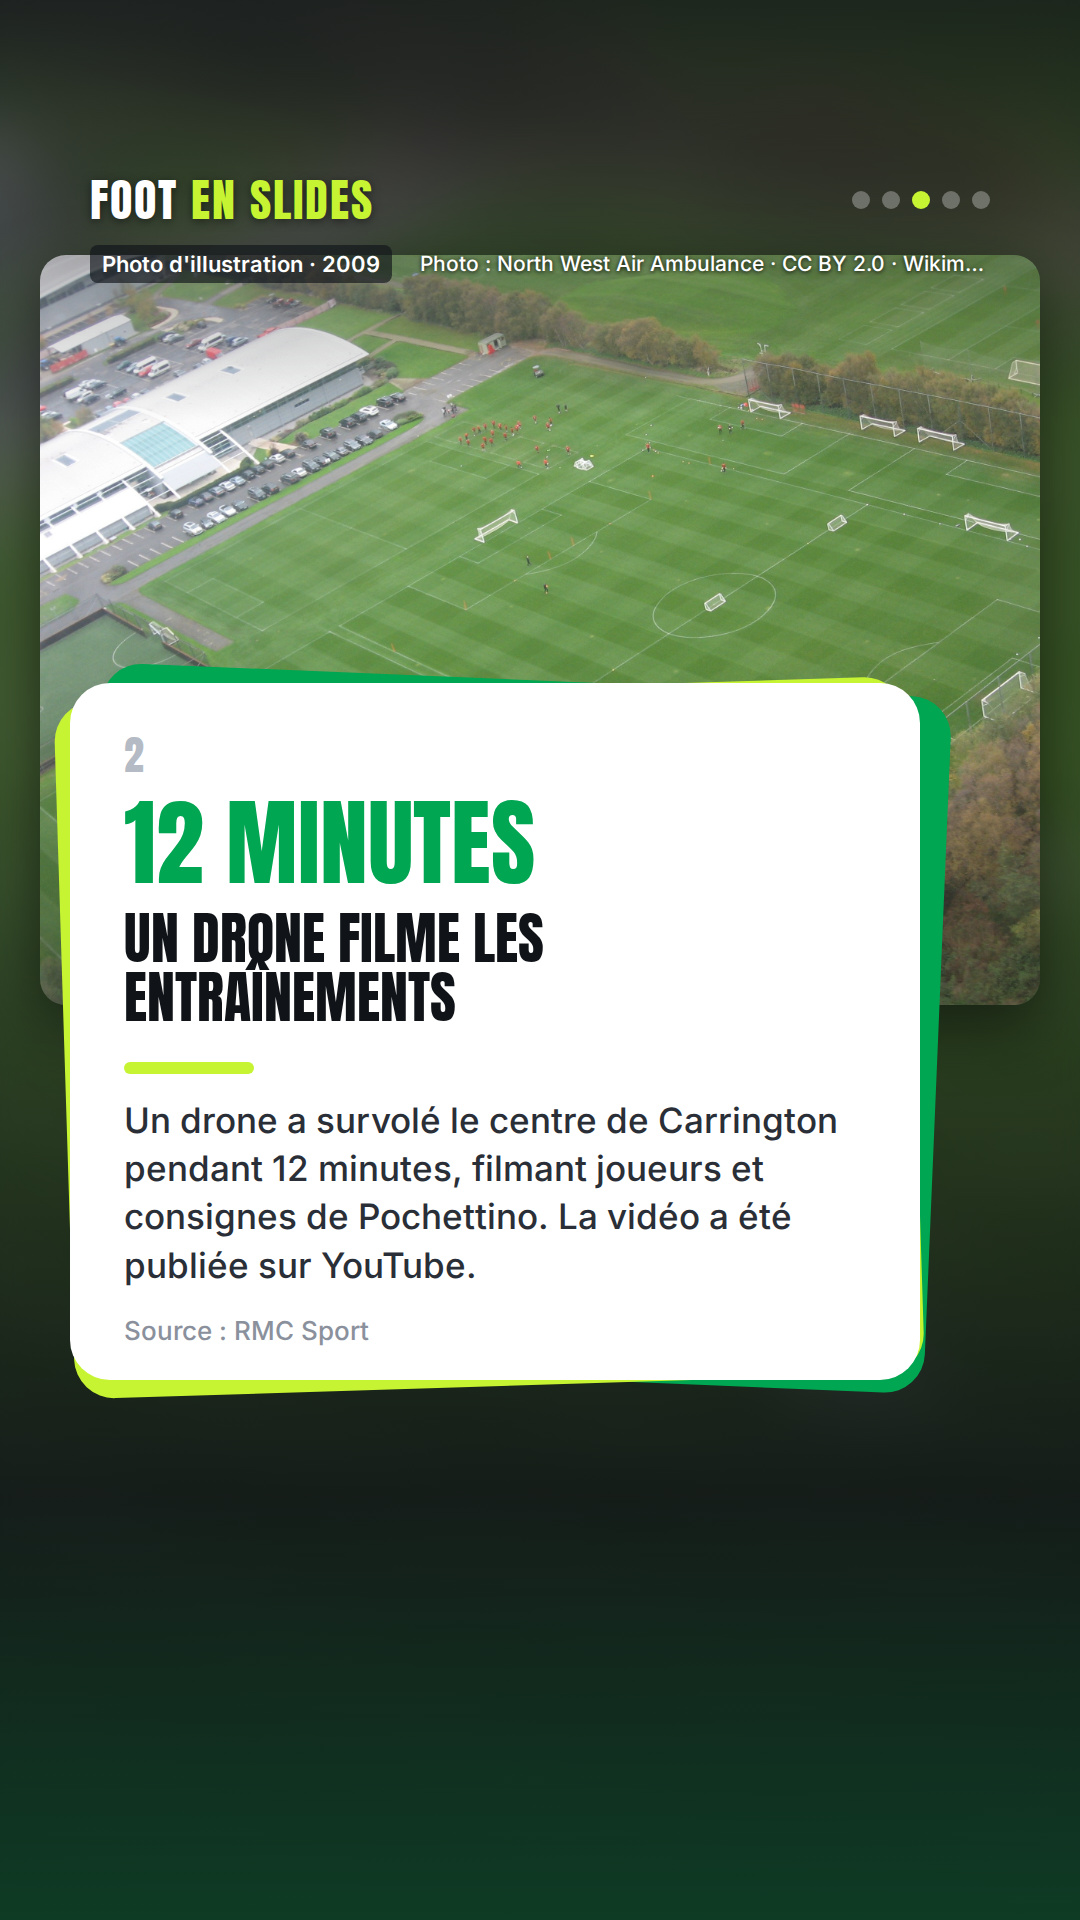 FOOT EN SLIDES
Photo d'illustration · 2009
Photo : North West Air Ambulance · CC BY 2.0 · Wikim...
2
12 MINUTES
UN DRONE FILME LES
ENTRAÎNEMENTS
Un drone a survolé le centre de Carrington
pendant 12 minutes, filmant joueurs et
consignes de Pochettino. La vidéo a été
publiée sur YouTube.
Source : RMC Sport